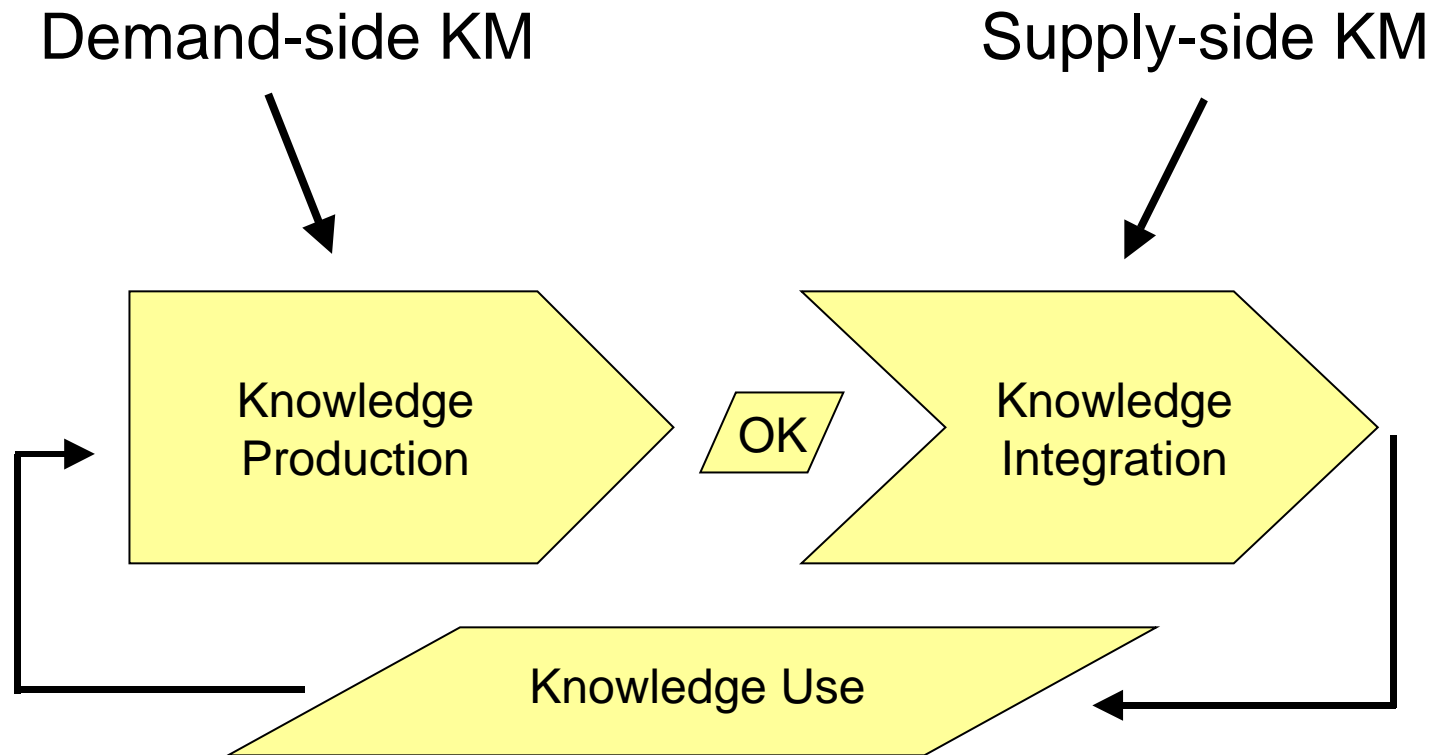 Demand-side KM
Supply-side KM
Knowledge
Production
OK
Knowledge
Integration
Knowledge Use